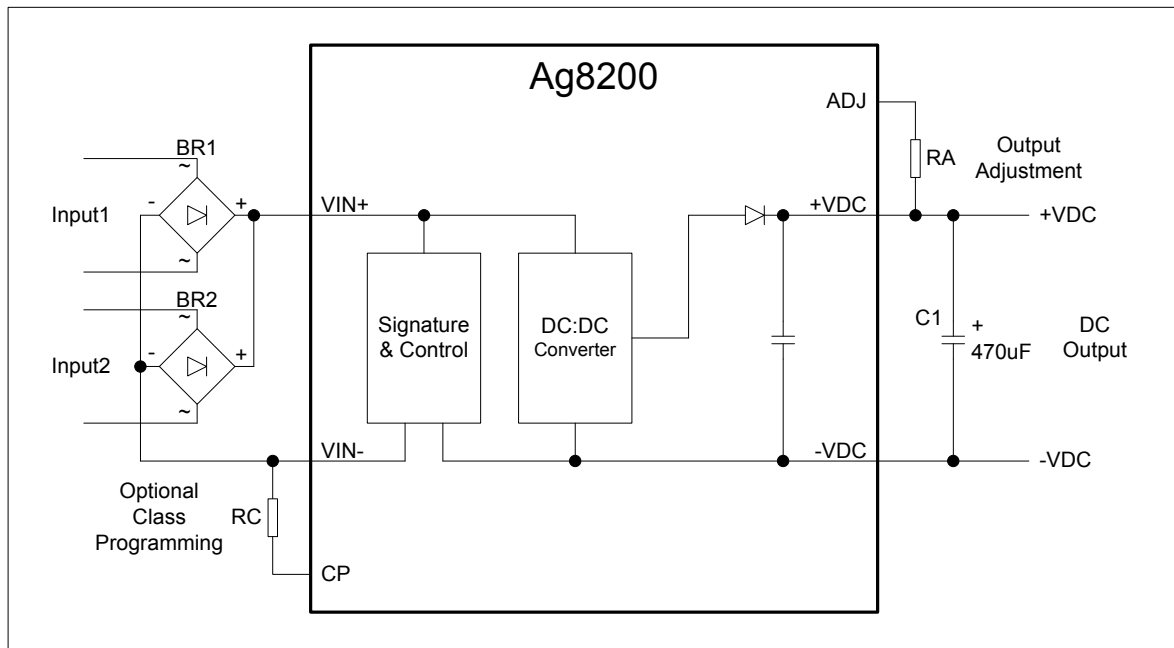 Ag8200
ADJ
BR1
~
RA
Output
Adjustment
-
+
Input1
VIN+
+VDC
+VDC
~
BR2
~
Signature
& Control
DC:DC
Converter
C1
+
470uF
DC
Output
-
+
Input2
~
VIN-
-VDC
-VDC
Optional
Class
Programming
RC
CP